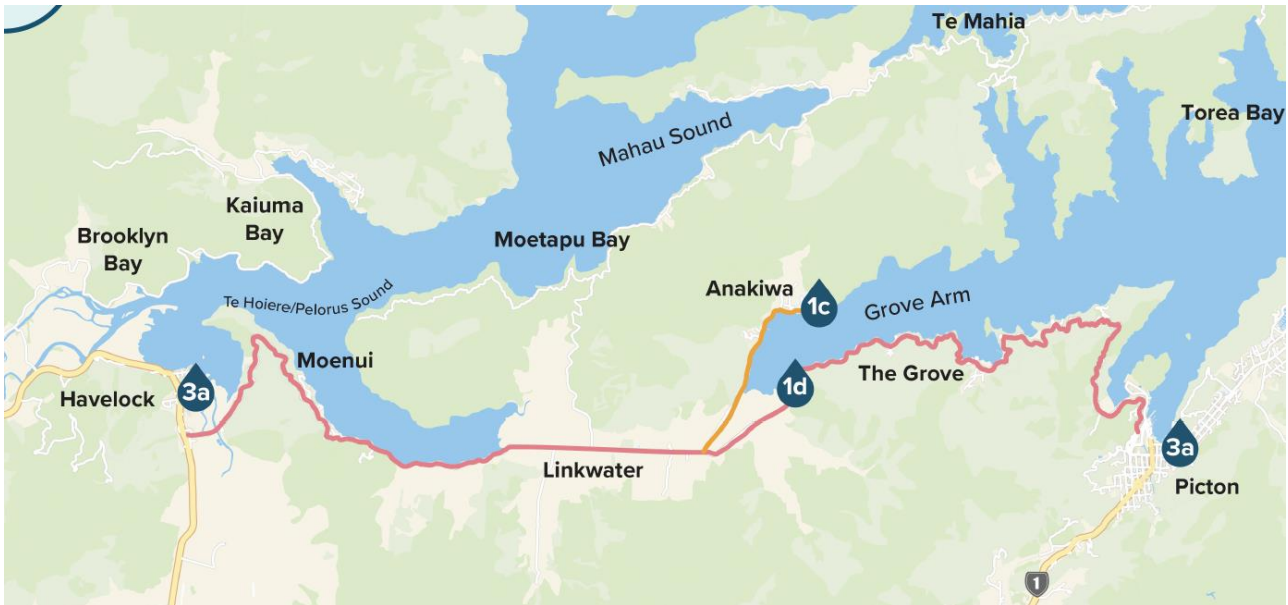 Te Mahia
Torea Bay
Mahau Sound
Kaiuma
Bay
Brooklyn
Bay
Moetapu Bay
Te Hoiere/Pelorus Sound
Anakiwa
1c
Grove Arm
Moenui
The Grove
Havelock
3a
1d
Linkwater
3a
Picton
1